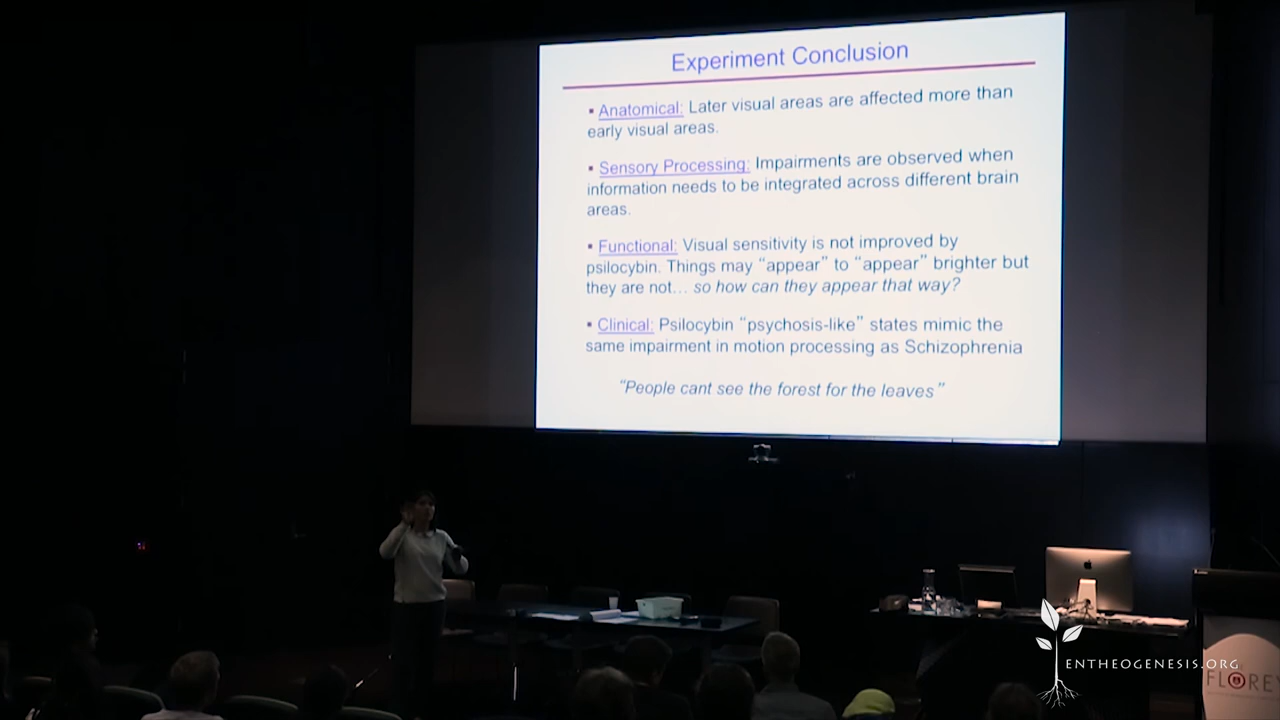 Experiment Conclusion
▪ Anatomical: Later visual areas are affected more than
early visual areas.
▪ Sensory Processing: Impairments are observed when
information needs to be integrated across different brain
areas.
▪ Functional: Visual sensitivity is not improved by
psilocybin. Things may “appear” to “appear” brighter but
they are not... so how can they appear that way?
▪ Clinical: Psilocybin “psychosis-like” states mimic the
same impairment in motion processing as Schizophrenia
“People cant see the forest for the leaves”
ENTHEOGENESIS.ORG
FLOREY